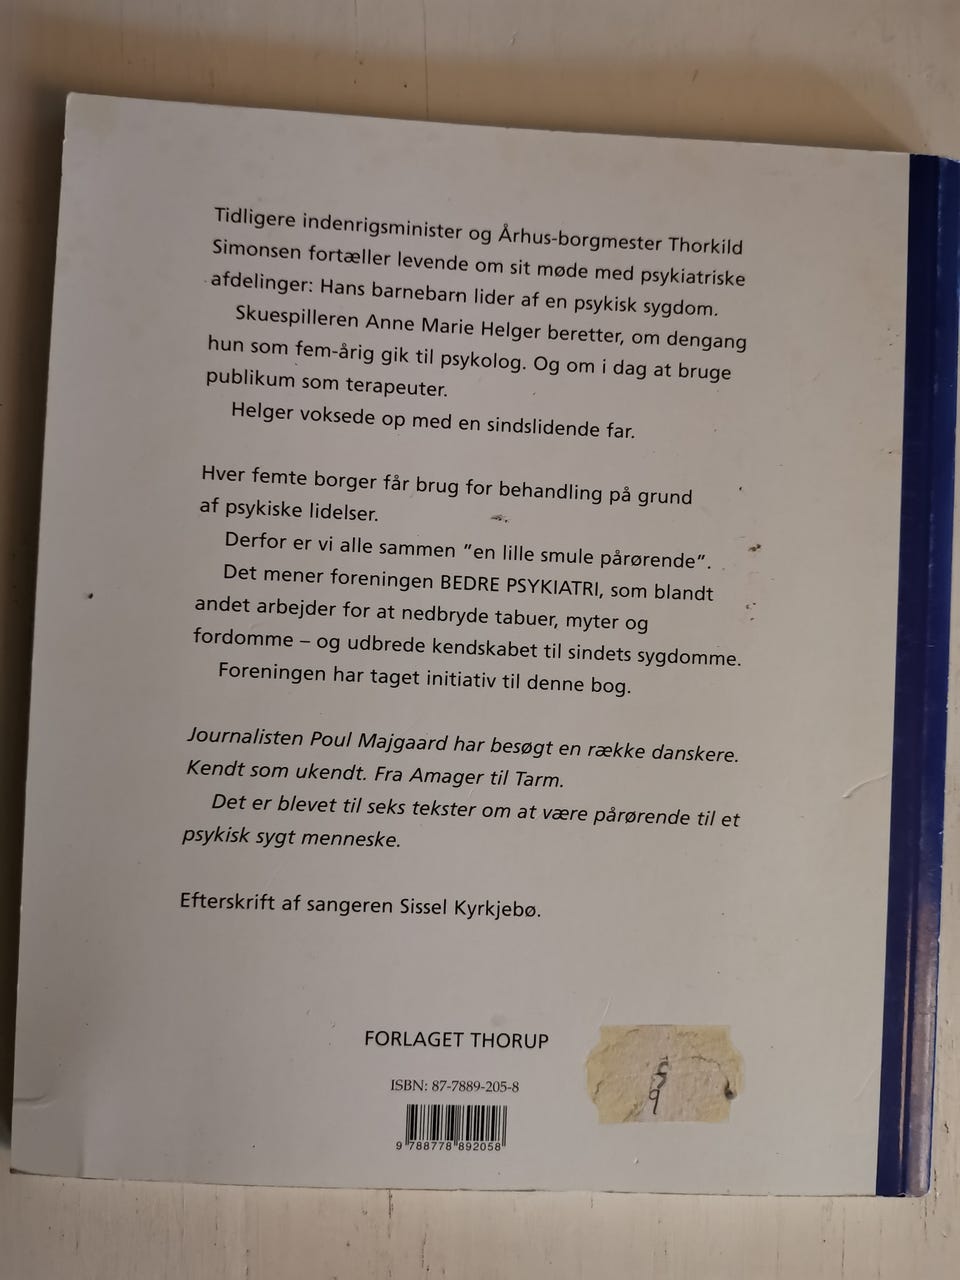 Tidligere indenrigsminister og Århus-borgmester Thorkild
Simonsen fortæller levende om sit møde med psykiatriske
afdelinger: Hans barnebarn lider af en psykisk sygdom.
Skuespilleren Anne Marie Helger beretter, om dengang
hun som fem-årig gik til psykolog. Og om i dag at bruge
publikum som terapeuter.
Helger voksede op med en sindslidende far.
Hver femte borger får brug for behandling på grund
af psykiske lidelser.
Derfor er vi alle sammen "en lille smule pårørende".
Det mener foreningen BEDRE PSYKIATRI, som blandt
andet arbejder for at nedbryde tabuer, myter og
fordomme – og udbrede kendskabet til sindets sygdomme.
Foreningen har taget initiativ til denne bog.
Journalisten Poul Majgaard har besøgt en række danskere.
Kendt som ukendt. Fra Amager til Tarm.
Det er blevet til seks tekster om at være pårørende til et
psykisk sygt menneske.
Efterskrift af sangeren Sissel Kyrkjebø.
FORLAGET THORUP
ISBN: 87-7889-205-8
9 788778 892058